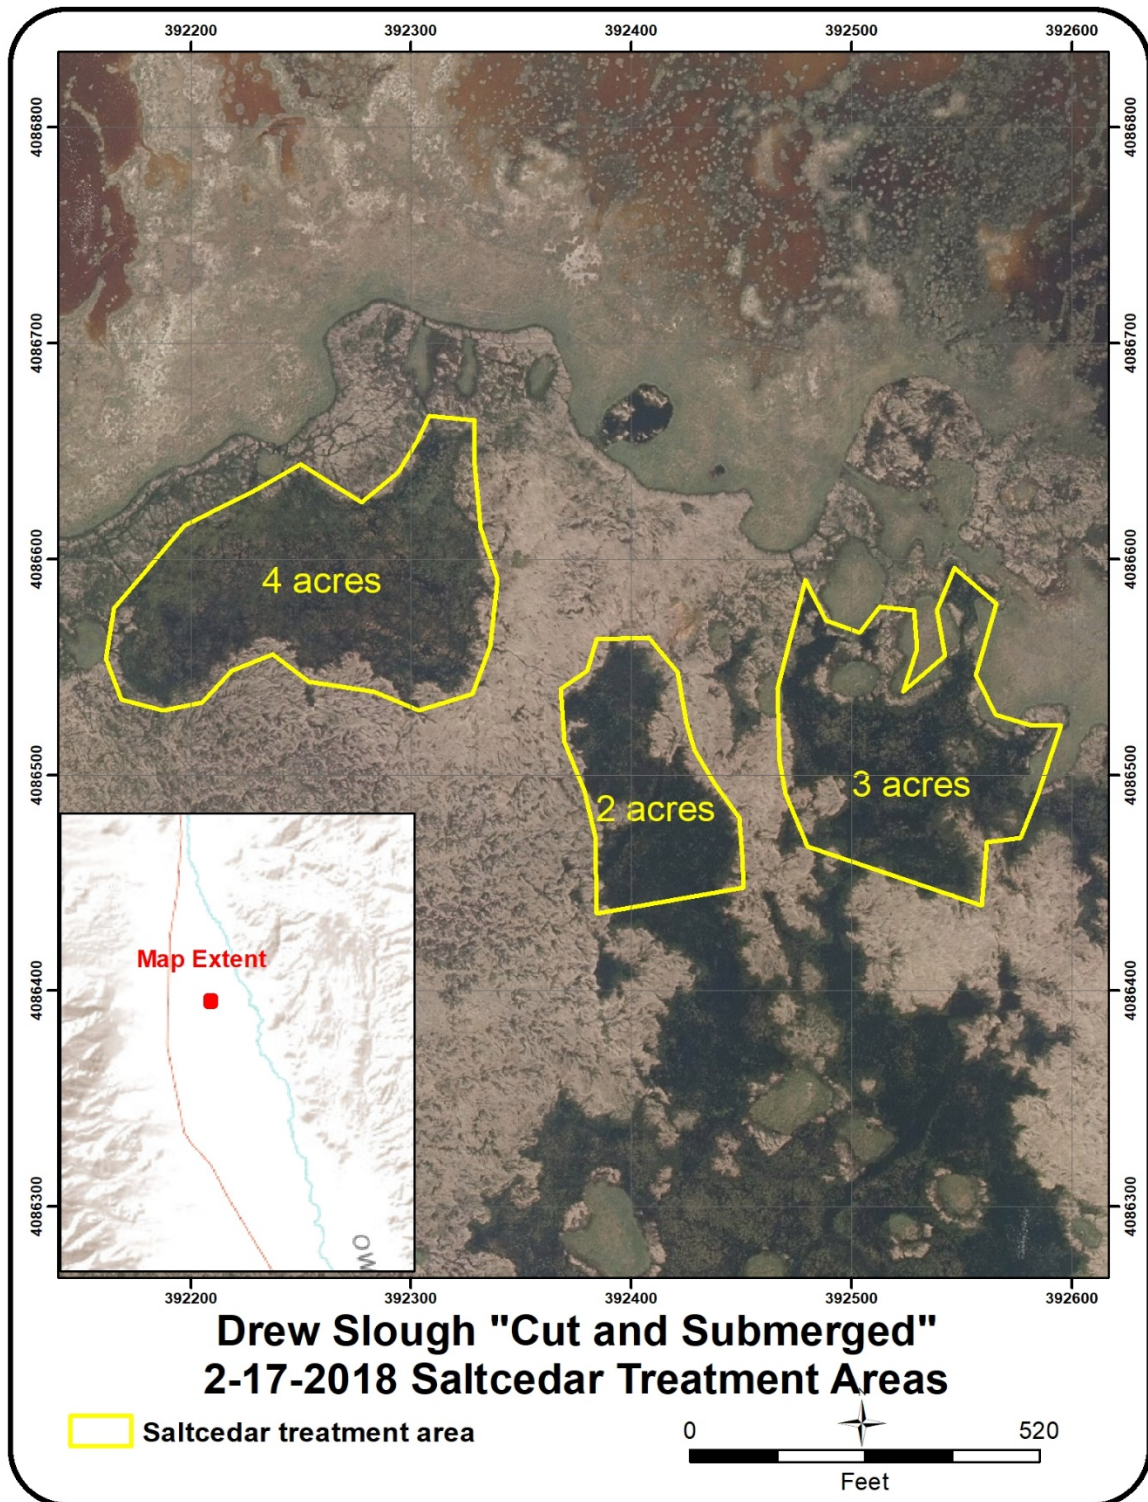 392200 392300 392400 392500 392600
4086800 4086800
4086700 4086700
4086600 4086600
4 acres
4086500 4086500
2 acres 3 acres
Map Extent
4086400 4086400
4086300 4086300
OW
392200 392300 392400 392500 392600
Drew Slough "Cut and Submerged"
2-17-2018 Saltcedar Treatment Areas
Saltcedar treatment area
0 520
Feet